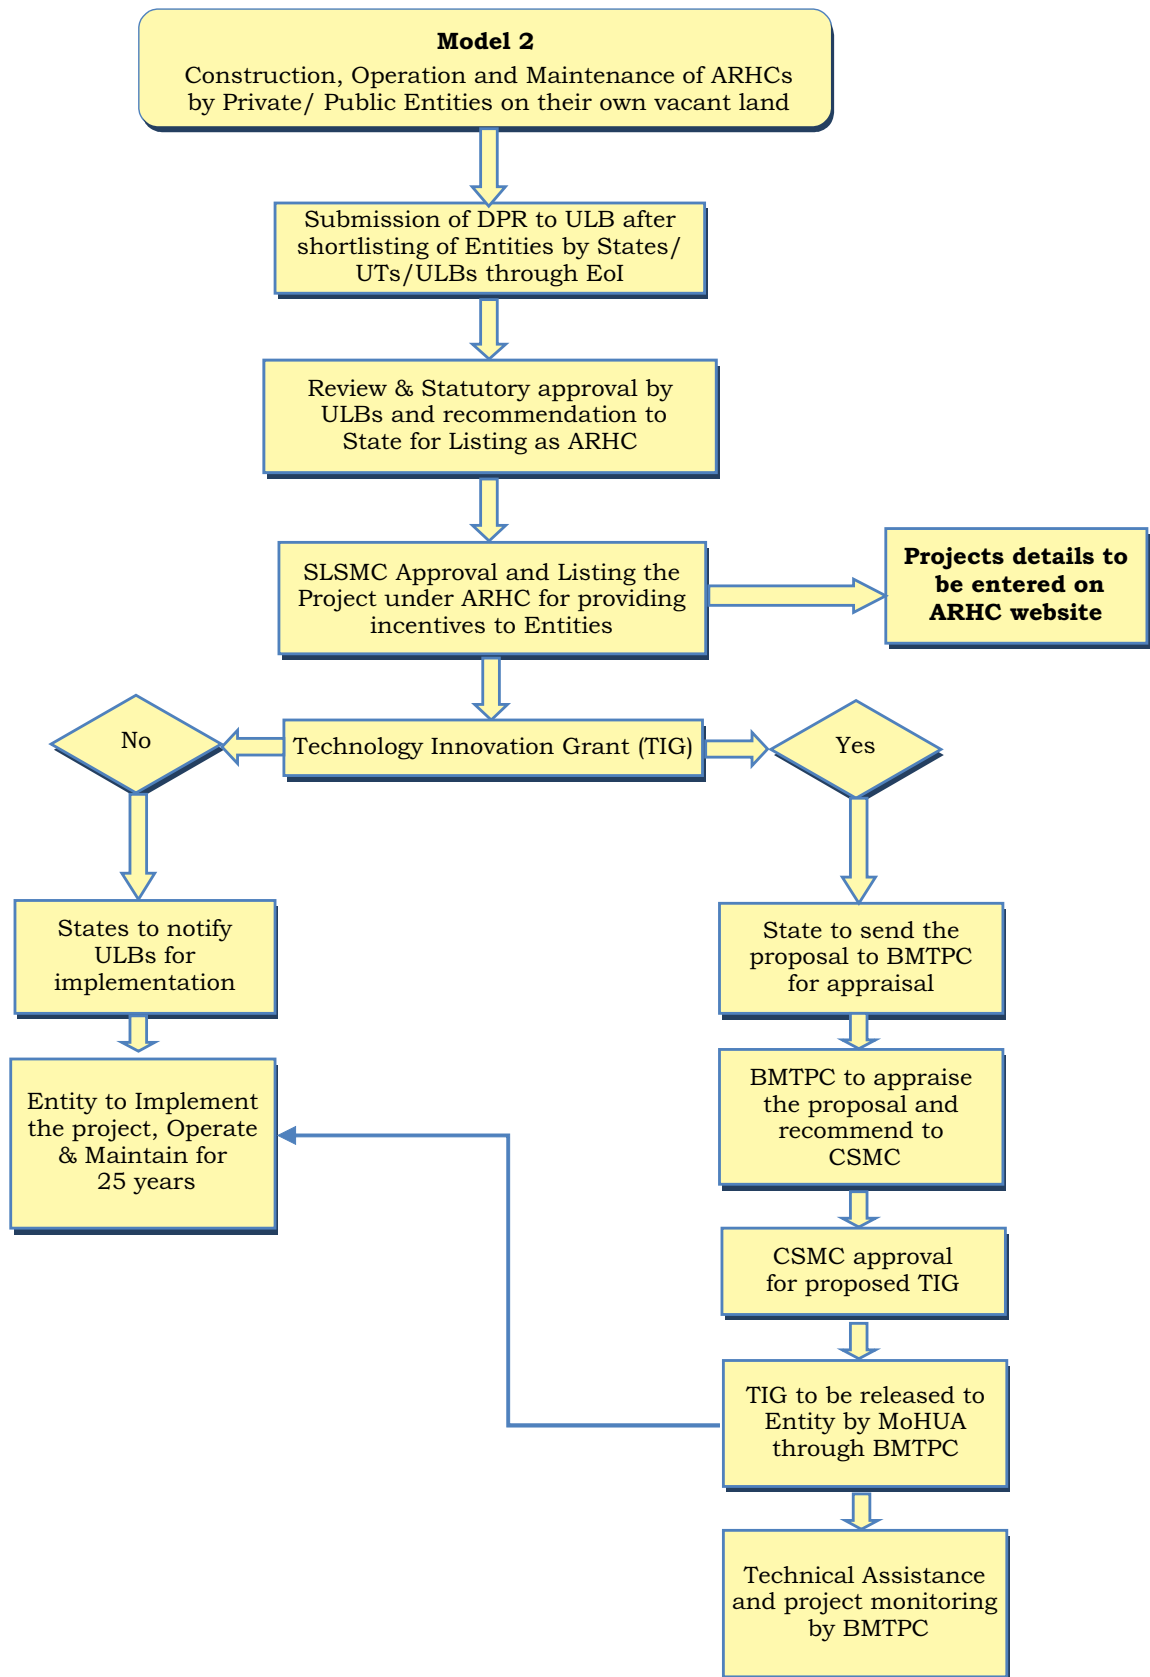 Model 2
Construction, Operation and Maintenance of ARHCs
by Private/ Public Entities on their own vacant land
Submission of DPR to ULB after
shortlisting of Entities by States/
UTs/ULBs through EoI
Review & Statutory approval by
ULBs and recommendation to
State for Listing as ARHC
SLSMC Approval and Listing the
Project under ARHC for providing
incentives to Entities
Projects details to
be entered on
ARHC website
No
Technology Innovation Grant (TIG)
Yes
States to notify
ULBs for
implementation
Entity to Implement
the project, Operate
& Maintain for
25 years
State to send the
proposal to BMTPC
for appraisal
BMTPC to appraise
the proposal and
recommend to
CSMC
CSMC approval
for proposed TIG
TIG to be released to
Entity by MoHUA
through BMTPC
Technical Assistance
and project monitoring
by BMTPC